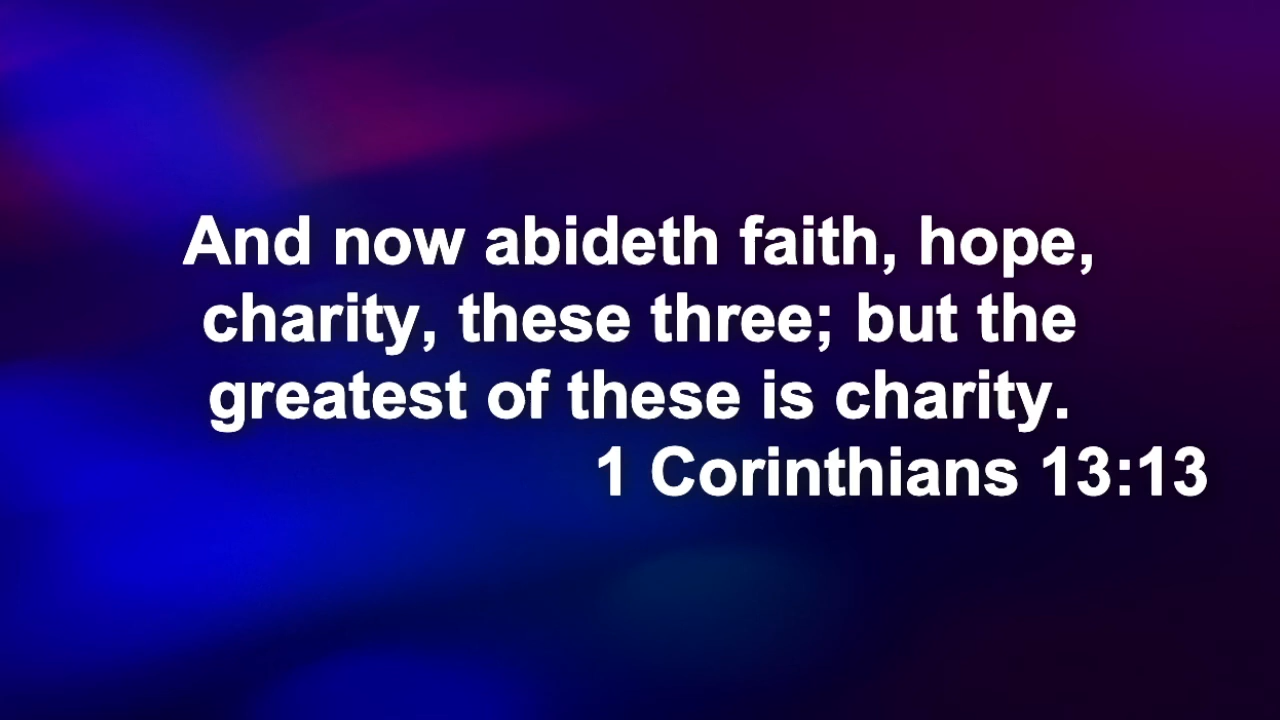 And now abideth faith, hope,
charity, these three; but the
greatest of these is charity.
1 Corinthians 13:13